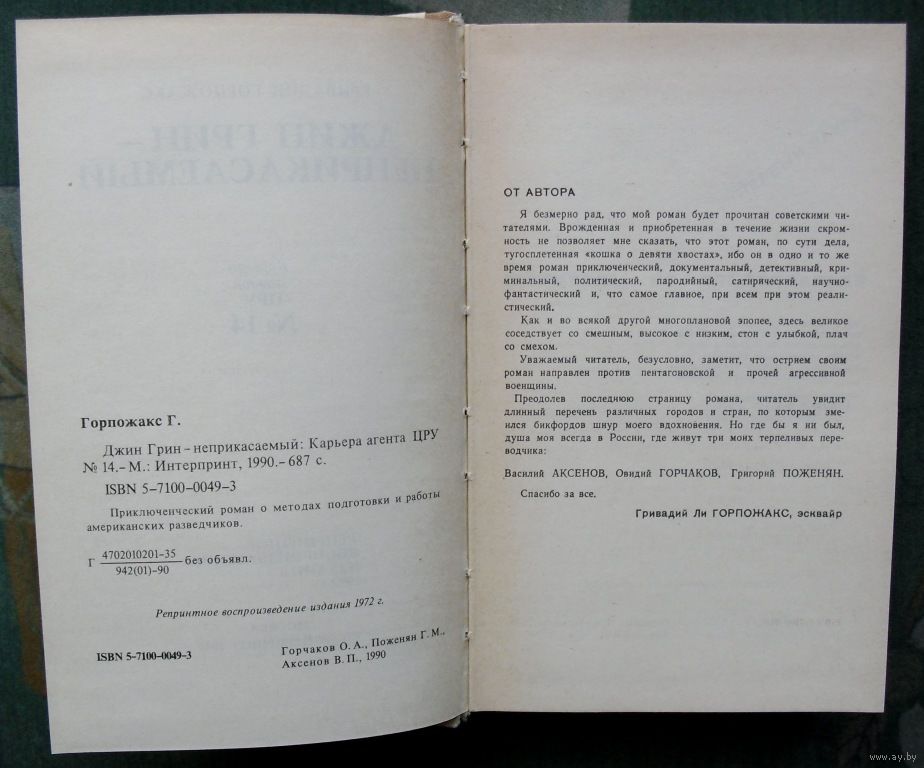 Горпожакс Г.
Джин Грин – неприкасаемый: Карьера агента ЦРУ
№ 14.– М.: Интерпринт, 1990.– 687 с.
ISBN 5–7100–0049–3
Приключенческий роман о методах подготовки и работы
американских разведчиков.
Г 4702010201–35 без объявл.
942(01)–90
Репринтное воспроизведение издания 1972 г.
ISBN 5–7100–0049–3
Горчаков О. А., Поженян Г. М.,
Аксенов В. П., 1990
ОТ АВТОРА
Я безмерно рад, что мой роман будет прочитан советскими чи-
тателями. Врожденная и приобретенная в течение жизни скром-
ность не позволяет мне сказать, что этот роман, по сути дела,
тугосплетенная «кошка о девяти хвостах», ибо он в одно и то же
время роман приключенческий, документальный, детективный, кри-
минальный, политический, пародийный, сатирический, научно-
фантастический и, что самое главное, при всем при этом реали-
стический.
Как и во всякой другой многоплановой эпопее, здесь великое
соседствует со смешным, высокое с низким, стон с улыбкой, плач
со смехом.
Уважаемый читатель, безусловно, заметит, что острием своим
роман направлен против пентагоновской и прочей агрессивной
военщины.
Преодолев последнюю страницу романа, читатель увидит
длинный перечень различных городов и стран, по которым зме-
ился бикфордов шнур моего вдохновения. Но где бы я ни был,
душа моя всегда в России, где живут три моих терпеливых пере-
водчика:
Василий АКСЕНОВ, Овидий ГОРЧАКОВ, Григорий ПОЖЕНЯН.
Спасибо за все.
Гривадий Ли ГОРПОЖАКС, эсквайр
www.ay.by